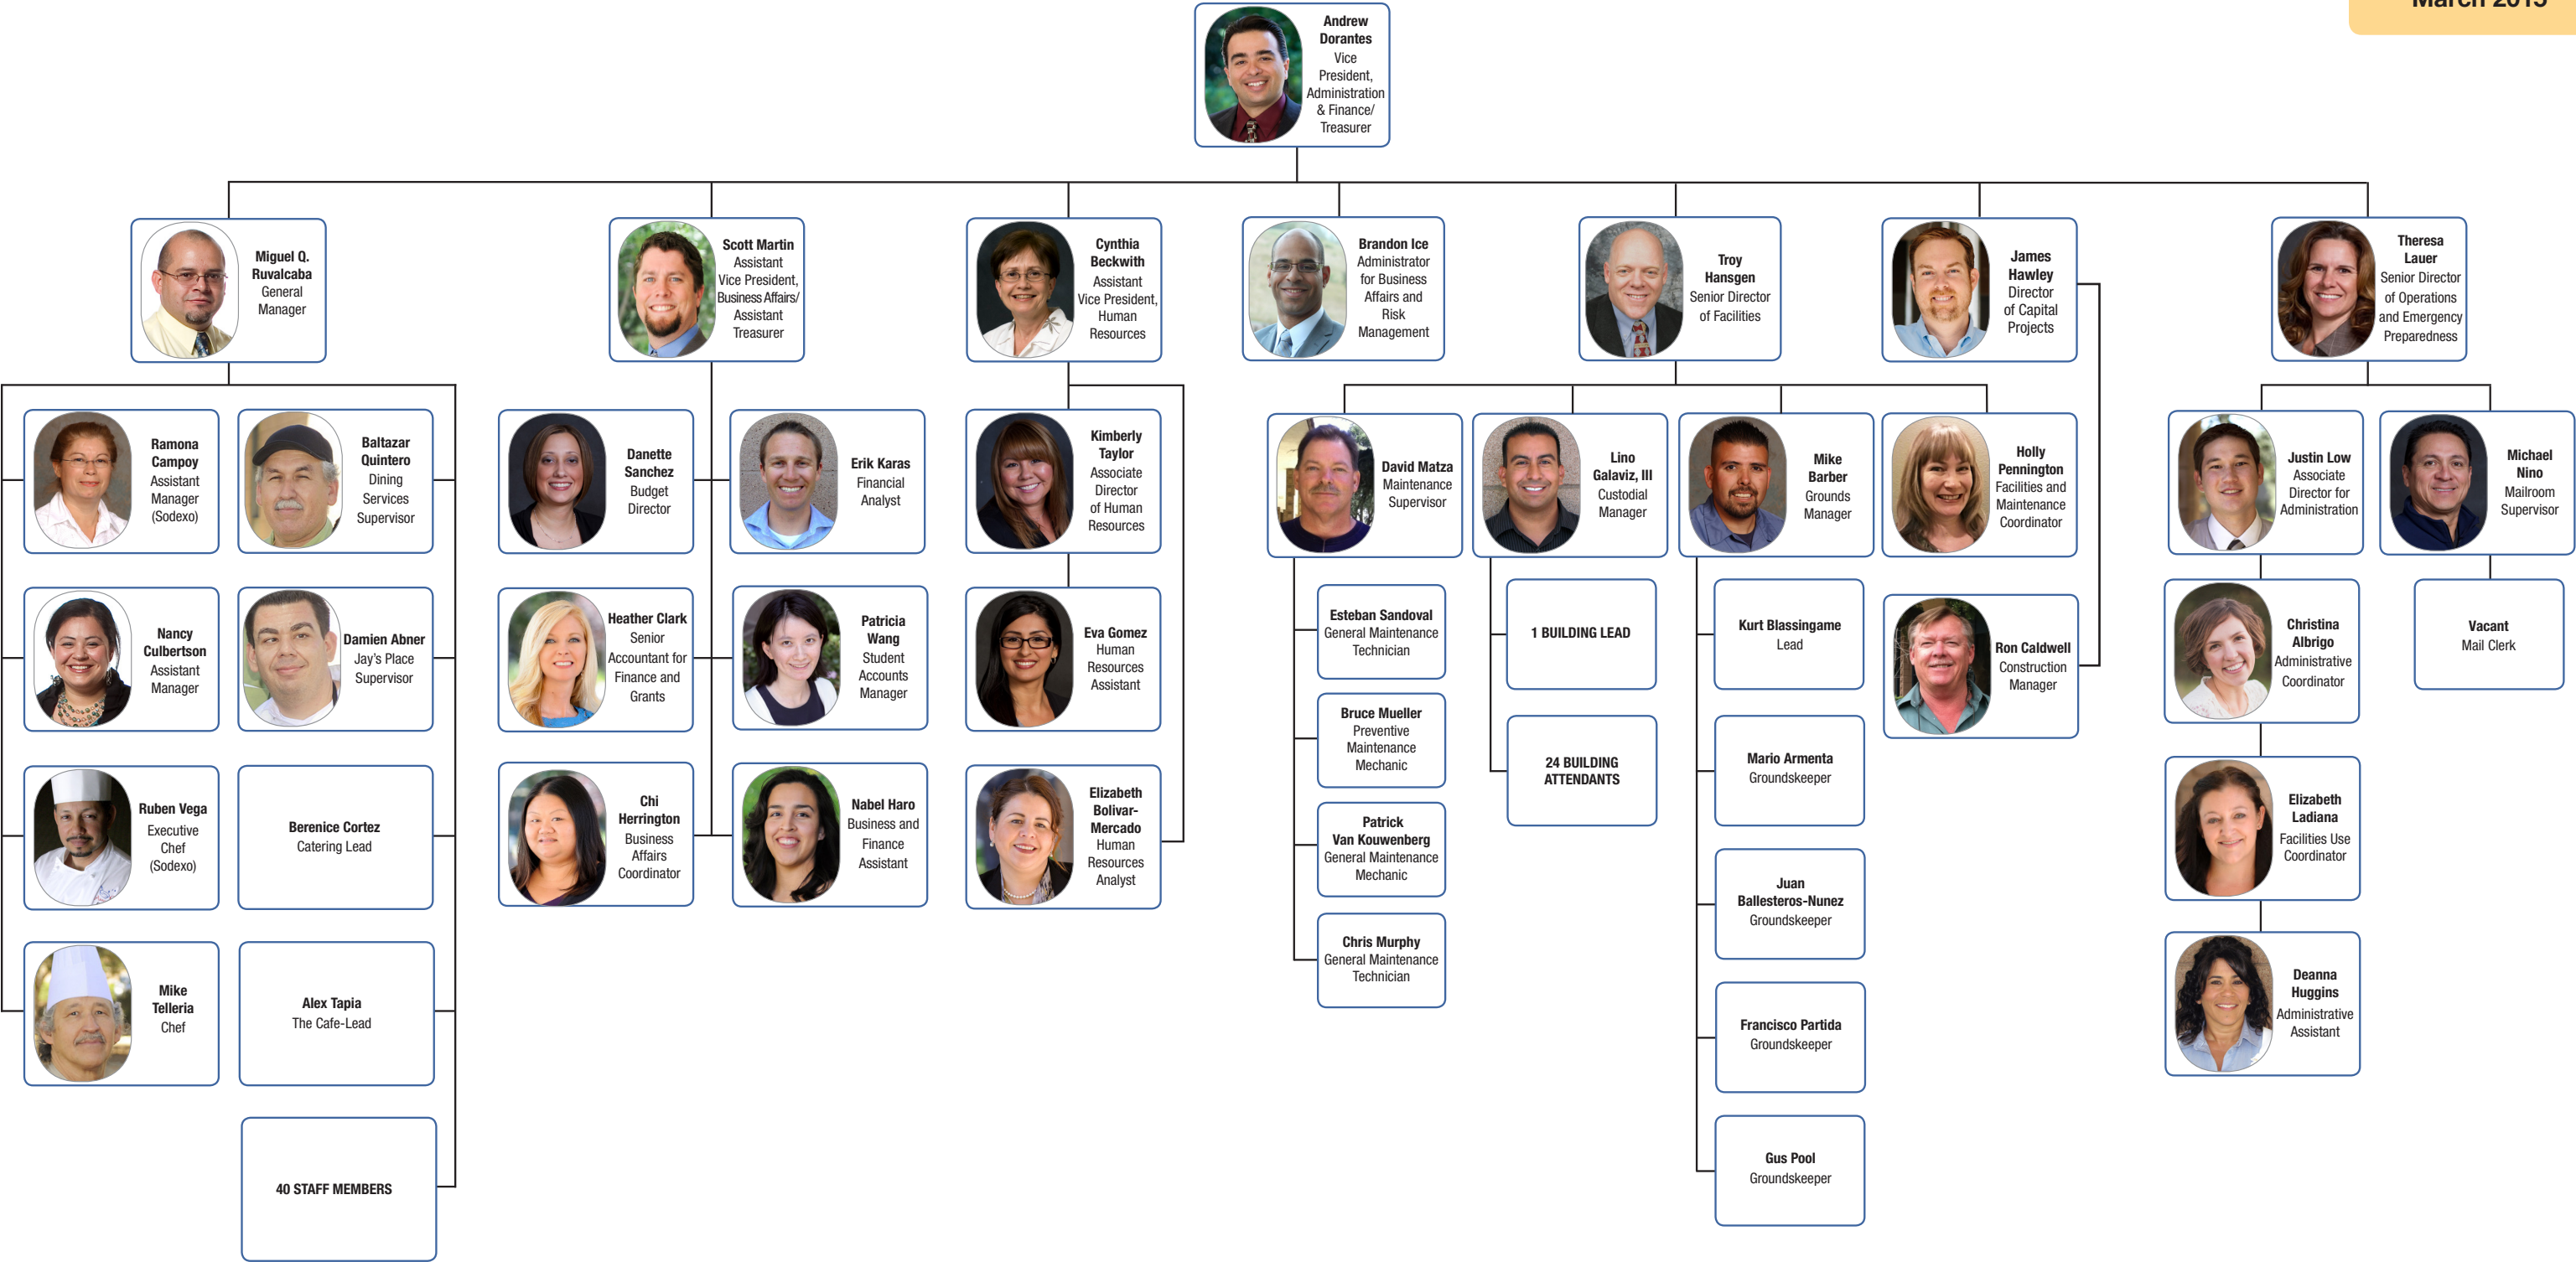 March 2015
Andrew
Dorantes
Vice
President,
Administration
& Finance/
Treasurer
Miguel Q.
Ruvalcaba
General
Manager
Scott Martin
Assistant
Vice President,
Business Affairs/
Assistant
Treasurer
Cynthia
Beckwith
Assistant
Vice President,
Human
Resources
Brandon Ice
Administrator
for Business
Affairs and
Risk
Management
Troy
Hansgen
Senior Director
of Facilities
James
Hawley
Director
of Capital
Projects
Theresa
Lauer
Senior Director
of Operations
and Emergency
Preparedness
Ramona
Campoy
Assistant
Manager
(Sodexo)
Baltazar
Quintero
Dining
Services
Supervisor
Danette
Sanchez
Budget
Director
Erik Karas
Financial
Analyst
Kimberly
Taylor
Associate
Director
of Human
Resources
David Matza
Maintenance
Supervisor
Lino
Galaviz, III
Custodial
Manager
Mike
Barber
Grounds
Manager
Holly
Pennington
Facilities and
Maintenance
Coordinator
Justin Low
Associate
Director for
Administration
Michael
Nino
Mailroom
Supervisor
Nancy
Culbertson
Assistant
Manager
Damien Abner
Jay's Place
Supervisor
Heather Clark
Senior
Accountant for
Finance and
Grants
Patricia
Wang
Student
Accounts
Manager
Eva Gomez
Human
Resources
Assistant
Esteban Sandoval
General Maintenance
Technician
1 BUILDING LEAD
Kurt Blassingame
Lead
Ron Caldwell
Construction
Manager
Christina
Albrigo
Administrative
Coordinator
Vacant
Mail Clerk
Bruce Mueller
Preventive
Maintenance
Mechanic
24 BUILDING
ATTENDANTS
Mario Armenta
Groundskeeper
Ruben Vega
Executive
Chef
(Sodexo)
Berenice Cortez
Catering Lead
Chi
Herrington
Business
Affairs
Coordinator
Nabel Haro
Business and
Finance
Assistant
Elizabeth
Bolivar-
Mercado
Human
Resources
Analyst
Patrick
Van Kouwenberg
General Maintenance
Mechanic
Juan
Ballesteros-Nunez
Groundskeeper
Elizabeth
Ladiana
Facilities Use
Coordinator
Chris Murphy
General Maintenance
Technician
Mike
Telleria
Chef
Alex Tapia
The Cafe-Lead
Francisco Partida
Groundskeeper
Deanna
Huggins
Administrative
Assistant
40 STAFF MEMBERS
Gus Pool
Groundskeeper